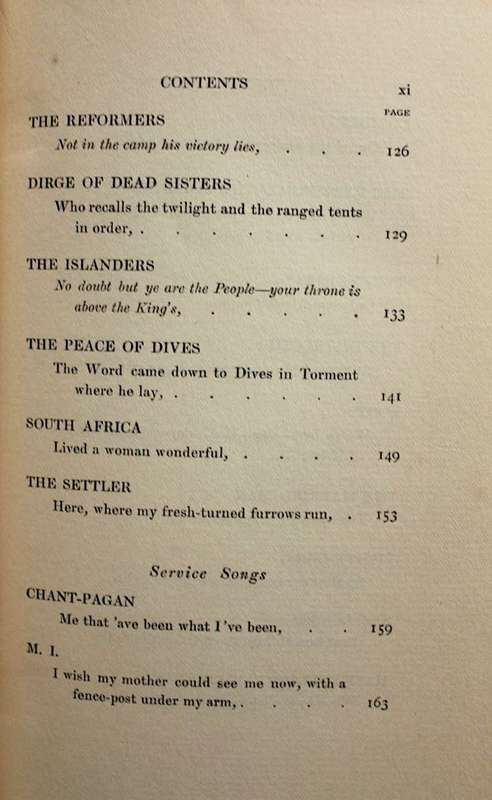 CONTENTS xi
PAGE
THE REFORMERS
Not in the camp his victory lies, . . . 126
DIRGE OF DEAD SISTERS
Who recalls the twilight and the ranged tents
in order, . . . . . . . 129
THE ISLANDERS
No doubt but ye are the People—your throne is
above the King's, . . . . . 133
THE PEACE OF DIVES
The Word came down to Dives in Torment
where he lay, . . . . . . 141
SOUTH AFRICA
Lived a woman wonderful, . . . . 149
THE SETTLER
Here, where my fresh-turned furrows run, . 153
Service Songs
CHANT-PAGAN
Me that 'ave been what I 've been, . . 159
M. I.
I wish my mother could see me now, with a
fence-post under my arm, . . . . 163